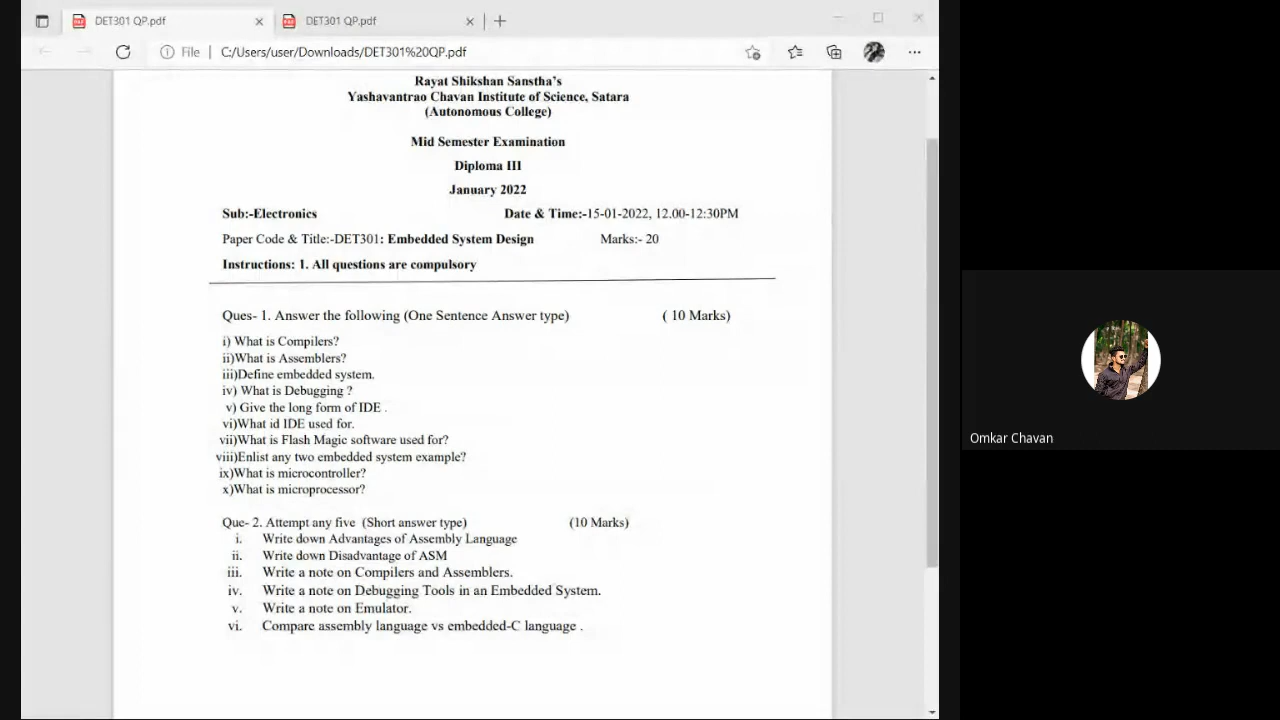 DET301 QP.pdf
DET301 QP.pdf
File
C:/Users/user/Downloads/DET301%20QP.pdf
Rayat Shikshan Sanstha's
Yashavantrao Chavan Institute of Science, Satara
(Autonomous College)
Mid Semester Examination
Diploma III
January 2022
Sub:-Electronics Date & Time:-15-01-2022, 12.00-12:30PM
Paper Code & Title:-DET301: Embedded System Design Marks:- 20
Instructions: 1. All questions are compulsory
Ques- 1. Answer the following (One Sentence Answer type) ( 10 Marks)
i) What is Compilers?
ii)What is Assemblers?
iii)Define embedded system.
iv) What is Debugging ?
v) Give the long form of IDE .
vi)What id IDE used for.
vii)What is Flash Magic software used for?
viii)Enlist any two embedded system example?
ix)What is microcontroller?
x)What is microprocessor?
Que- 2. Attempt any five (Short answer type) (10 Marks)
i. Write down Advantages of Assembly Language
ii. Write down Disadvantage of ASM
iii. Write a note on Compilers and Assemblers.
iv. Write a note on Debugging Tools in an Embedded System.
v. Write a note on Emulator.
vi. Compare assembly language vs embedded-C language .
Omkar Chavan